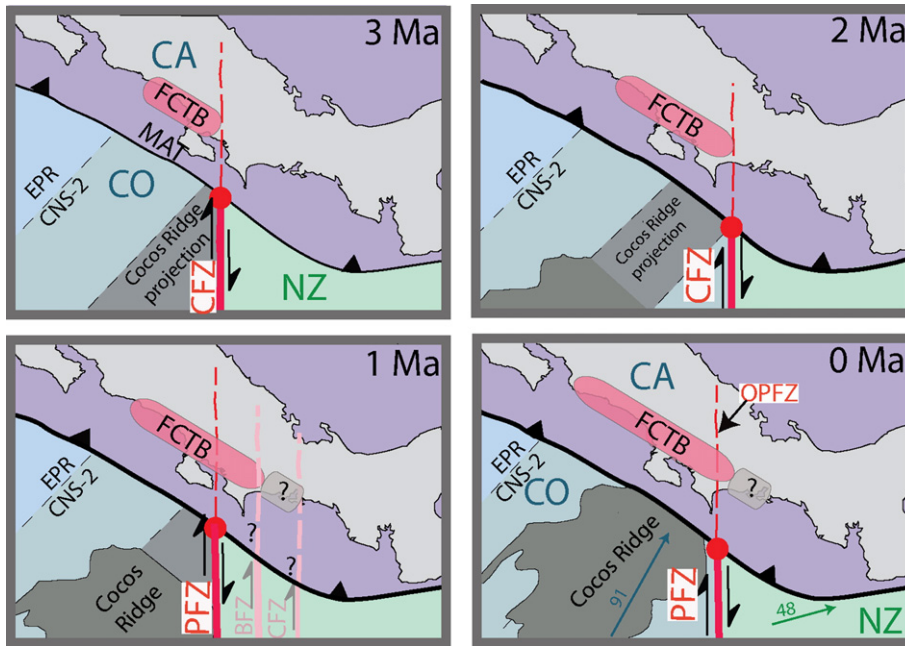 3 Ma
CA
FCTB
MAT
EPR
CNS-2
CO
Cocos Ridge
projection
CFZ
NZ
2 Ma
FCTB
EPR
CNS-2
Cocos Ridge
projection
CFZ
1 Ma
FCTB
?
EPR
CNS-2
?
?
Cocos
Ridge
PFZ
BFZ
CFZ
0 Ma
CA
OPFZ
FCTB
?
EPR
CNS-2
CO
Cocos Ridge
91
PFZ
48
NZ